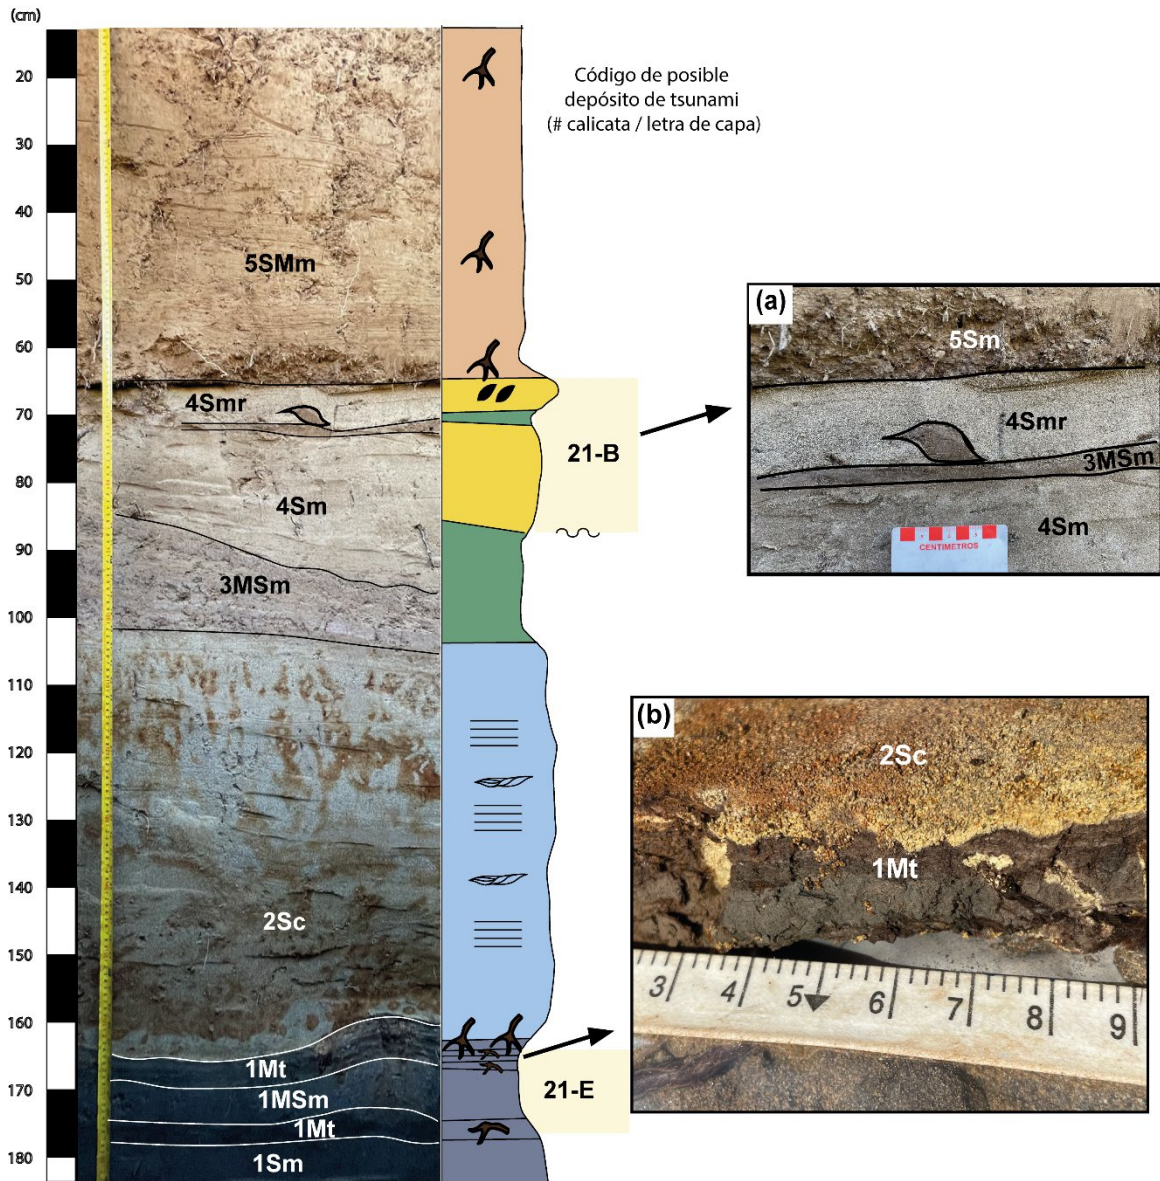 (cm)
20
30
40
50
60
70
80
90
100
110
120
130
140
150
160
170
180
5SMm
4Smr
4Sm
3MSm
2Sc
1Mt
1MSm
1Mt
1Sm
Código de posible
depósito de tsunami
(# calicata / letra de capa)
21-B
21-E
(a)
5Sm
4Smr
3MSm
4Sm
CENTIMETROS
(b)
2Sc
1Mt
3 4 5 6 7 8 9